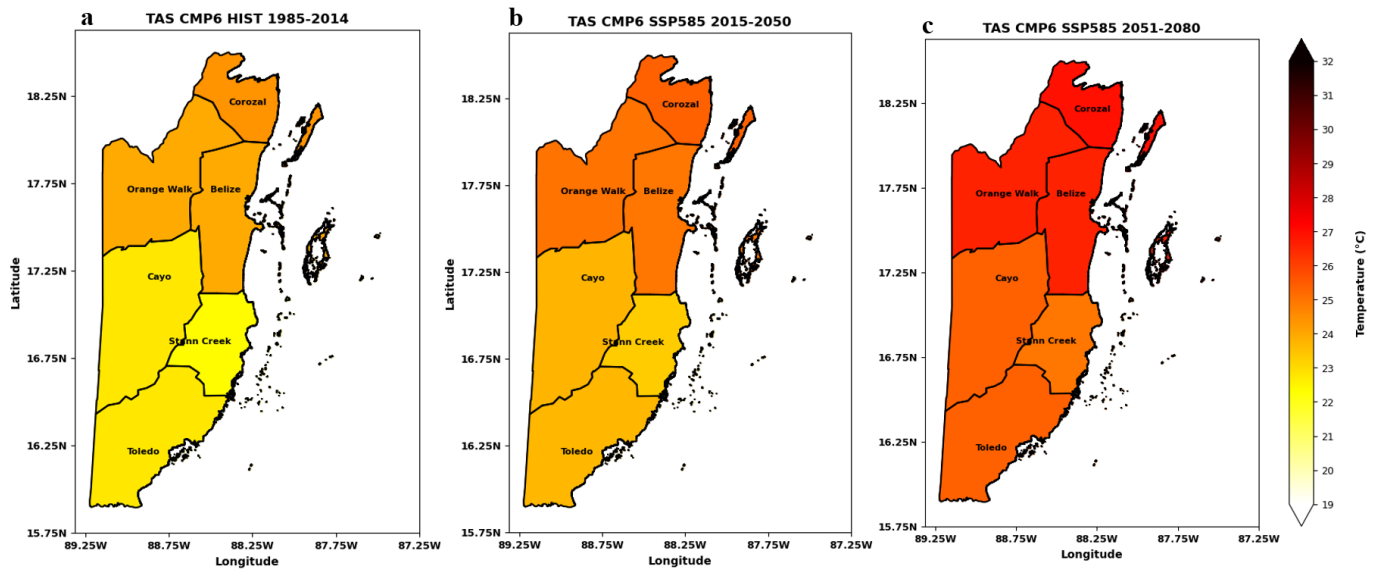 a
TAS CMP6 HIST 1985-2014
18.25N
17.75N
17.25N
16.75N
16.25N
15.75N
Latitude
Corozal
Orange Walk
Belize
Cayo
Stann Creek
Toledo
89.25W
88.75W
88.25W
87.75W
87.25W
Longitude
b
TAS CMP6 SSP585 2015-2050
18.25N
17.75N
17.25N
16.75N
16.25N
15.75N
Corozal
Orange Walk
Belize
Cayo
Stann Creek
Toledo
89.25W
88.75W
88.25W
87.75W
87.25W
Longitude
c
TAS CMP6 SSP585 2051-2080
18.25N
17.75N
17.25N
16.75N
16.25N
15.75N
Corozal
Orange Walk
Belize
Cayo
Stann Creek
Toledo
89.25W
88.75W
88.25W
87.75W
87.25W
Longitude
32
31
30
29
28
27
26
25
24
23
22
21
20
19
Temperature (°C)